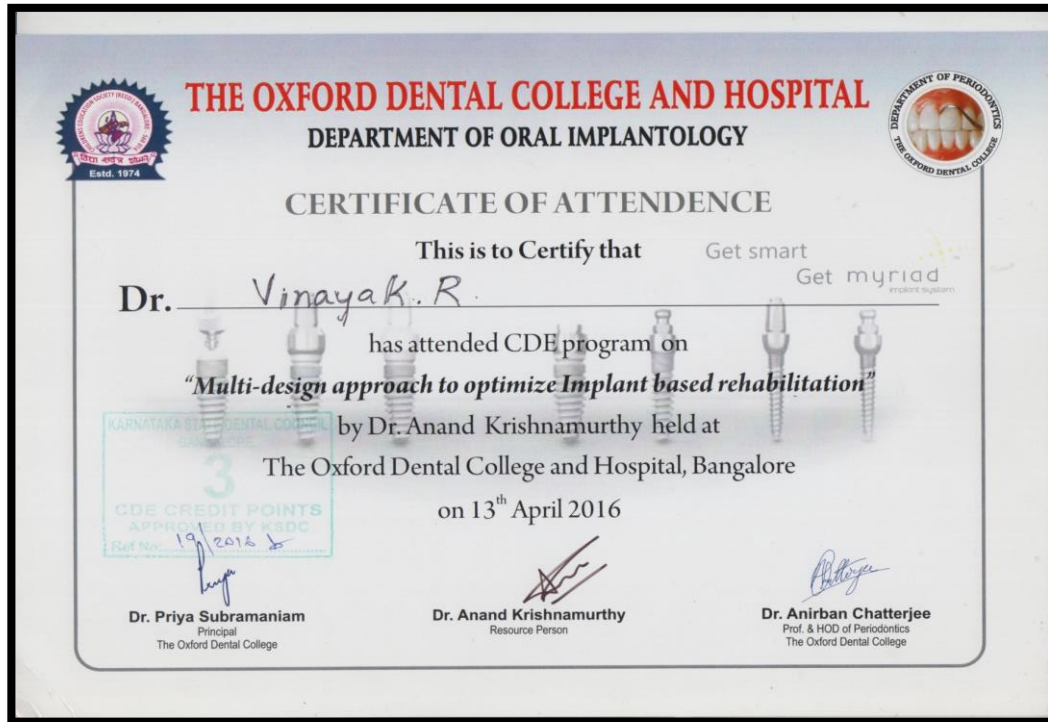 THE OXFORD DENTAL COLLEGE AND HOSPITAL
DEPARTMENT OF ORAL IMPLANTOLOGY
Estd. 1974
DEPARTMENT OF PERIODONTICS
THE OXFORD DENTAL COLLEGE
CERTIFICATE OF ATTENDENCE
This is to Certify that
Get smart
Get myriad
implant system
Dr. Vinayak. R.
has attended CDE program on
“Multi-design approach to optimize Implant based rehabilitation”
by Dr. Anand Krishnamurthy held at
The Oxford Dental College and Hospital, Bangalore
on 13th April 2016
KARNATAKA STATE DENTAL COUNCIL
BANGALORE
3
CDE CREDIT POINTS
APPROVED BY KSDC
Ref No: 19/2016
Dr. Priya Subramaniam
Principal
The Oxford Dental College
Dr. Anand Krishnamurthy
Resource Person
Dr. Anirban Chatterjee
Prof. & HOD of Periodontics
The Oxford Dental College